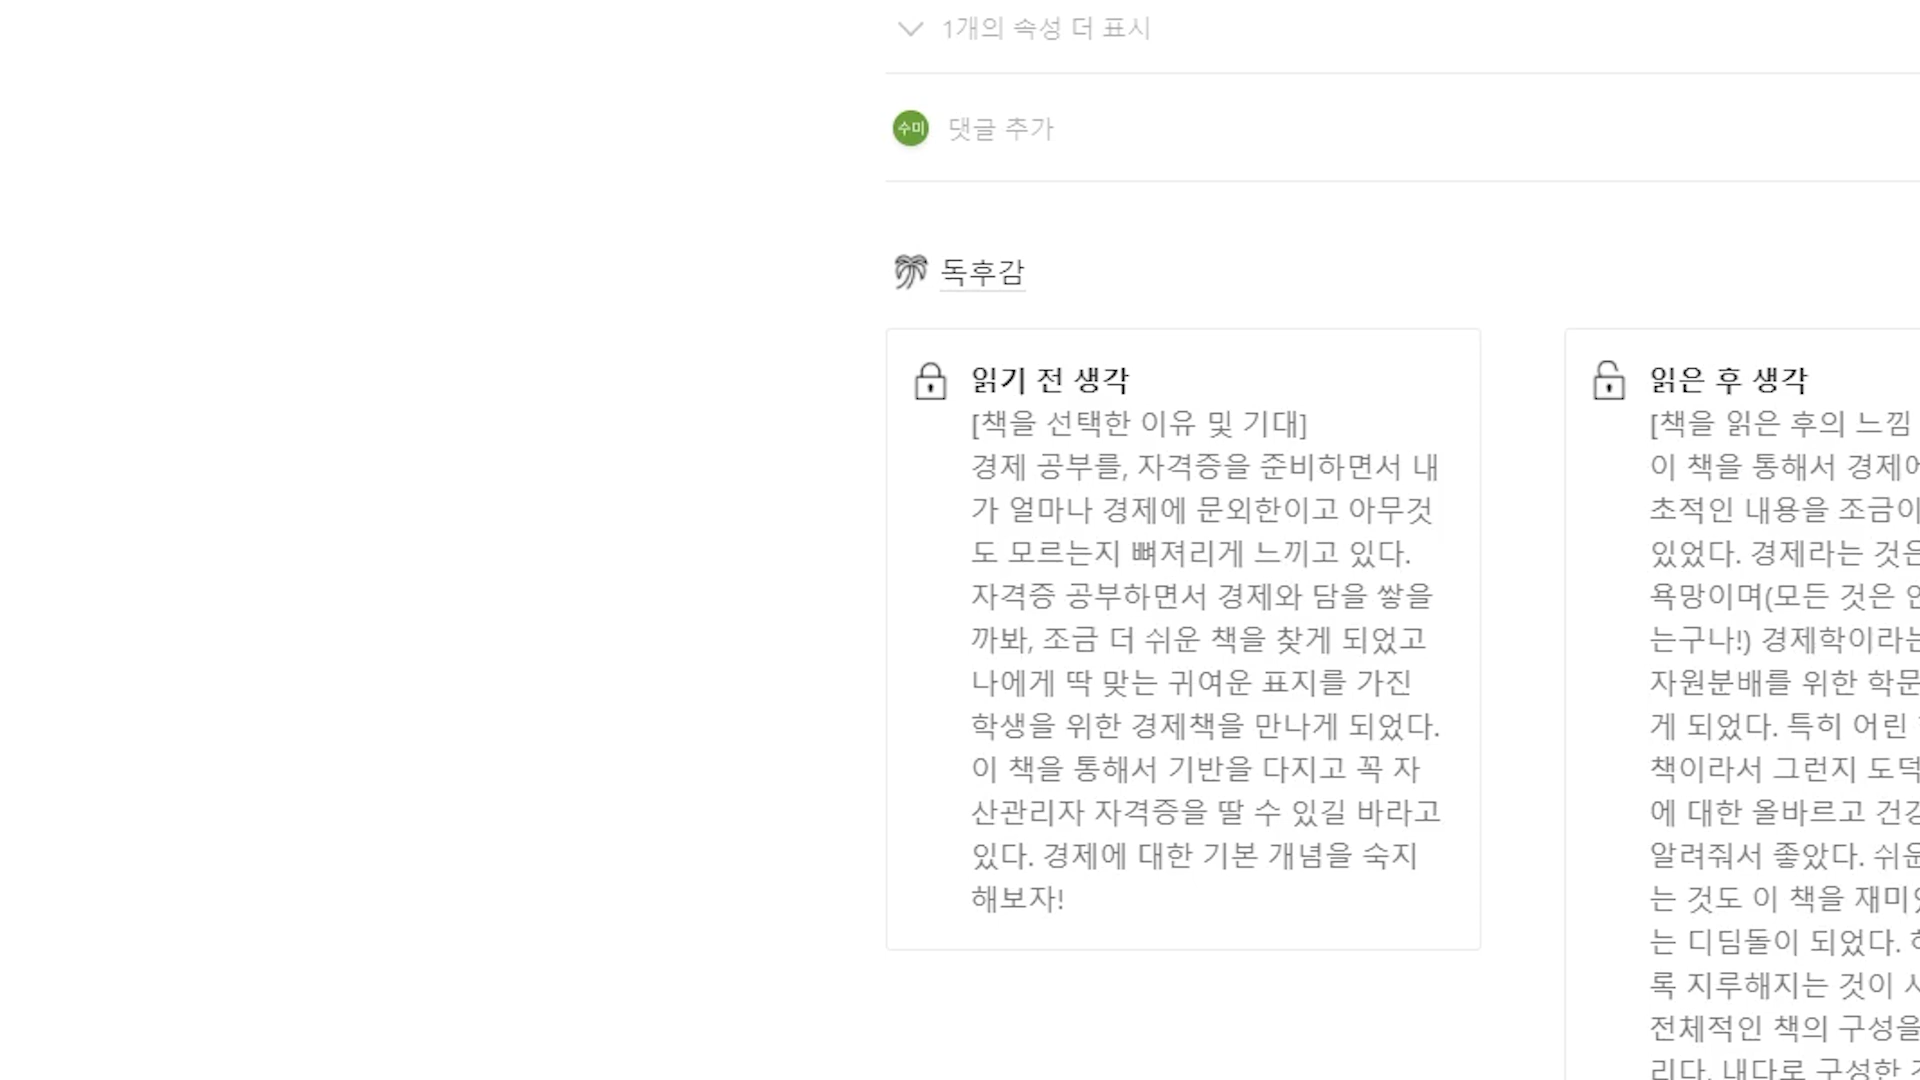 1개의 속성 더 표시
수미
댓글 추가
독후감
읽기 전 생각
[책을 선택한 이유 및 기대]
경제 공부를, 자격증을 준비하면서 내
가 얼마나 경제에 문외한이고 아무것
도 모르는지 뼈져리게 느끼고 있다.
자격증 공부하면서 경제와 담을 쌓을
까봐, 조금 더 쉬운 책을 찾게 되었고
나에게 딱 맞는 귀여운 표지를 가진
학생을 위한 경제책을 만나게 되었다.
이 책을 통해서 기반을 다지고 꼭 자
산관리자 자격증을 딸 수 있길 바라고
있다. 경제에 대한 기본 개념을 숙지
해보자!
읽은 후 생각
[책을 읽은 후의 느낌
이 책을 통해서 경제에
초적인 내용을 조금이
있었다. 경제라는 것은
욕망이며(모든 것은
는구나!) 경제학이라는
자원분배를 위한 학문
게 되었다. 특히 어린
책이라서 그런지 도덕
에 대한 올바르고 건강
알려줘서 좋았다. 쉬운
는 것도 이 책을
는 디딤돌이 되었다.
록 지루해지는 것이
전체적인 책의 구성을
리다. 내다로 구성한